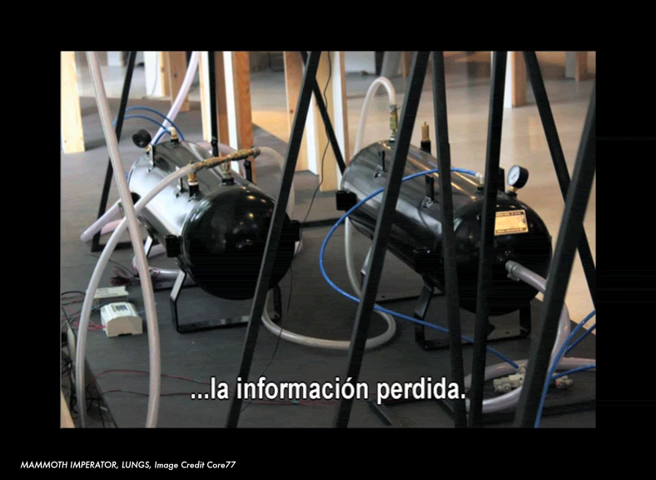 ...la información perdida.
MAMMOTH IMPERATOR, LUNGS, Image Credit Core77